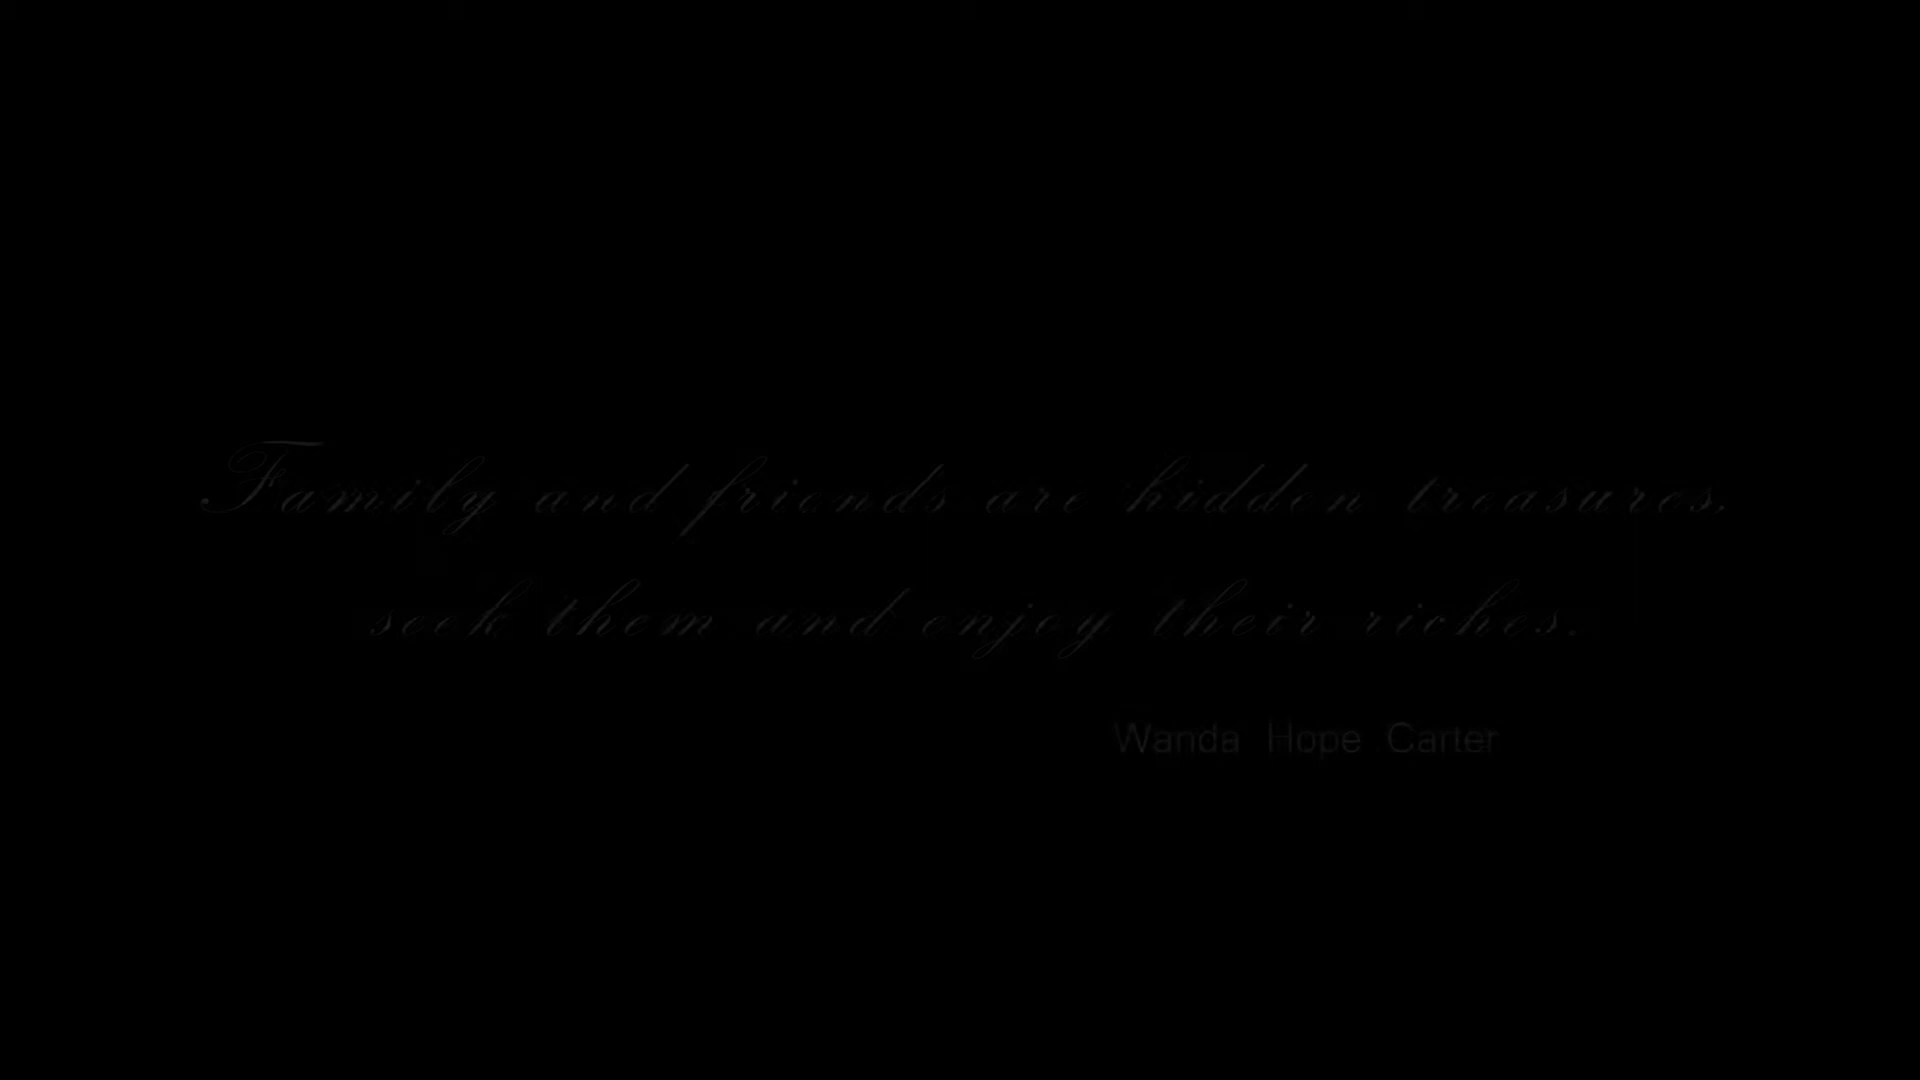 Family and friends are hidden treasures,
seek them and enjoy their riches.
Wanda Hope Carter